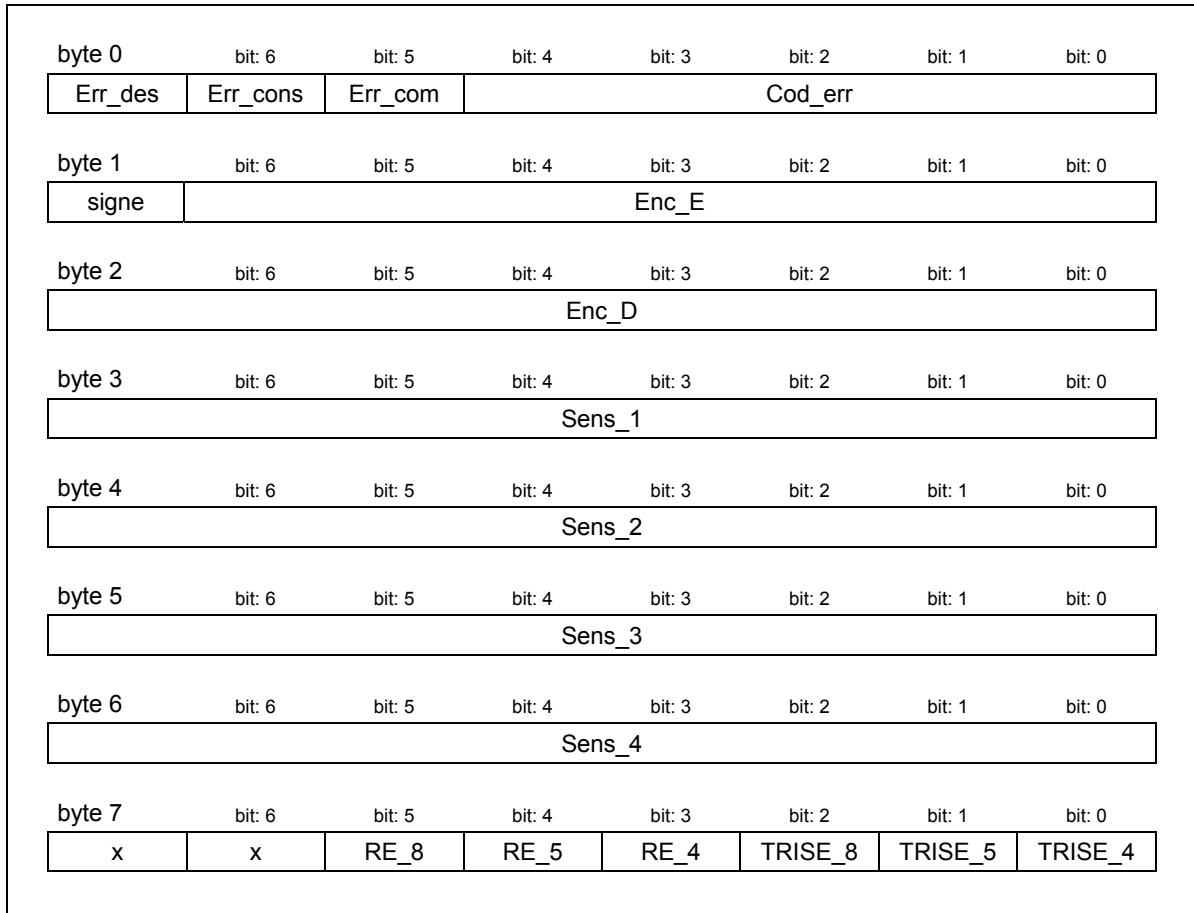 byte 0 bit: 6 bit: 5 bit: 4 bit: 3 bit: 2 bit: 1 bit: 0
Err_des Err_cons Err_com Cod_err
byte 1 bit: 6 bit: 5 bit: 4 bit: 3 bit: 2 bit: 1 bit: 0
signe Enc_E
byte 2 bit: 6 bit: 5 bit: 4 bit: 3 bit: 2 bit: 1 bit: 0
Enc_D
byte 3 bit: 6 bit: 5 bit: 4 bit: 3 bit: 2 bit: 1 bit: 0
Sens_1
byte 4 bit: 6 bit: 5 bit: 4 bit: 3 bit: 2 bit: 1 bit: 0
Sens_2
byte 5 bit: 6 bit: 5 bit: 4 bit: 3 bit: 2 bit: 1 bit: 0
Sens_3
byte 6 bit: 6 bit: 5 bit: 4 bit: 3 bit: 2 bit: 1 bit: 0
Sens_4
byte 7 bit: 6 bit: 5 bit: 4 bit: 3 bit: 2 bit: 1 bit: 0
x x RE_8 RE_5 RE_4 TRISE_8 TRISE_5 TRISE_4